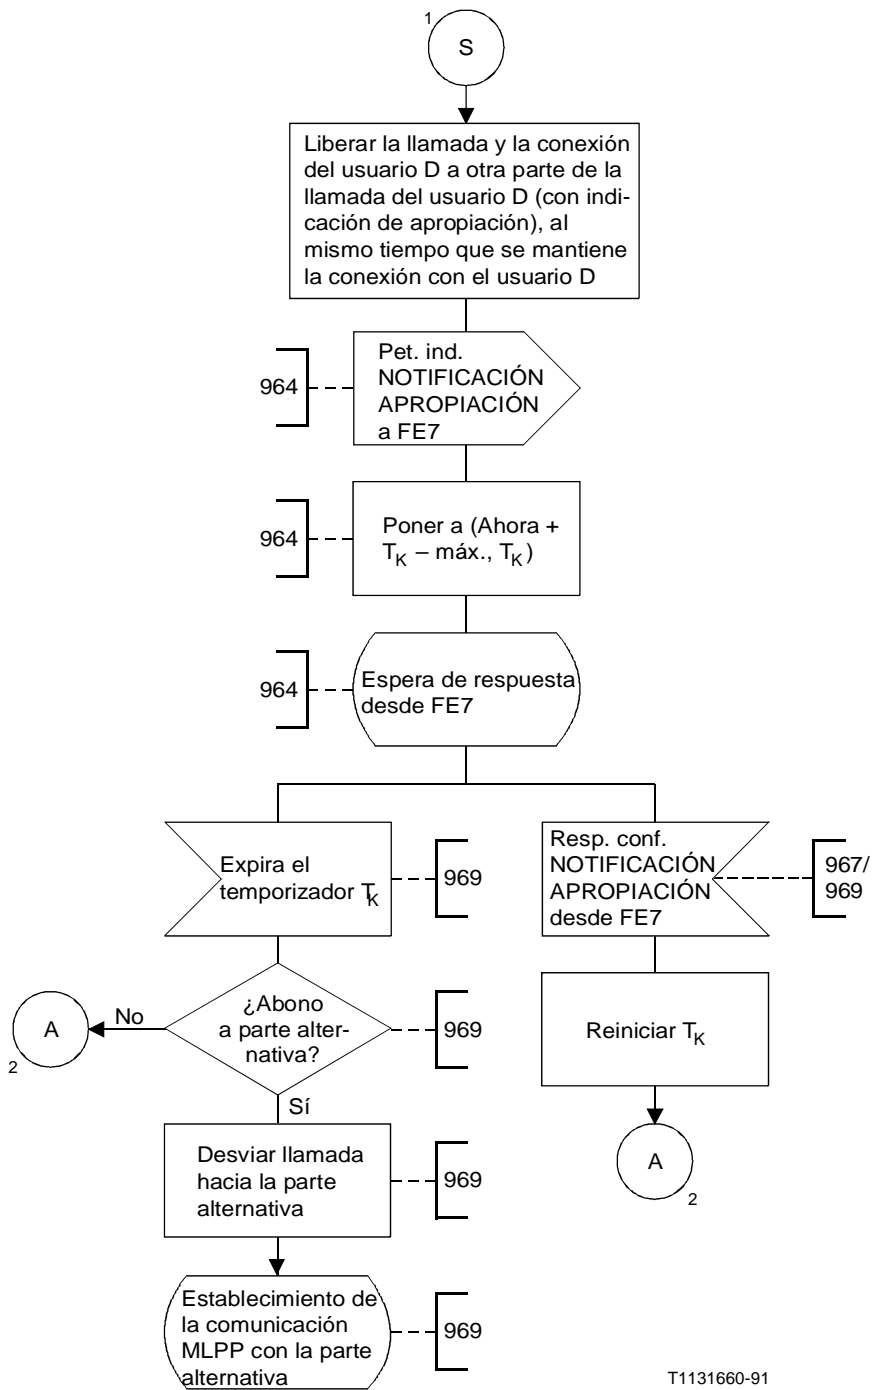 1
S
Liberar la llamada y la conexión
del usuario D a otra parte de la
llamada del usuario D (con indi-
cación de apropiación), al
mismo tiempo que se mantiene
la conexión con el usuario D
964
Pet. ind.
NOTIFICACIÓN
APROPIACIÓN
a FE7
964
Poner a (Ahora +
TK – máx., TK)
964
Espera de respuesta
desde FE7
Expira el
temporizador TK
969
Resp. conf.
NOTIFICACIÓN
APROPIACIÓN
desde FE7
967/
969
A
2
No
¿Abono
a parte alter-
nativa?
969
Reiniciar TK
Sí
A
2
Desviar llamada
hacia la parte
alternativa
969
Establecimiento de
la comunicación
MLPP con la parte
alternativa
969
T1131660-91